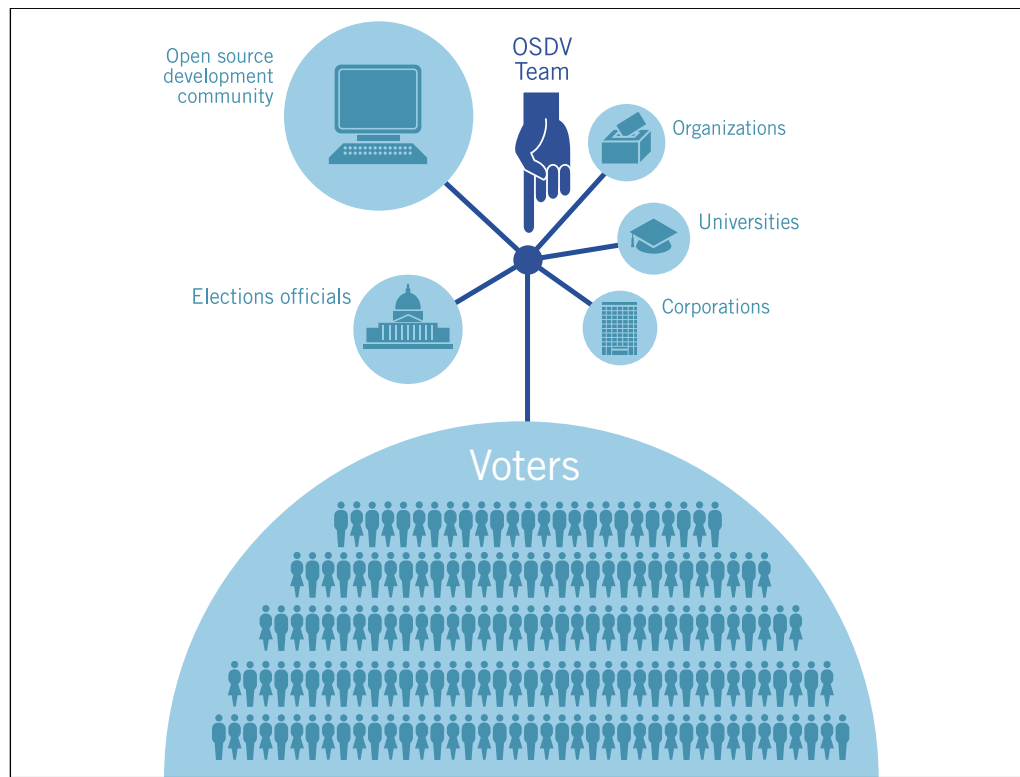 Open source
development
community
OSDV
Team
Organizations
Universities
Elections officials
Corporations
Voters